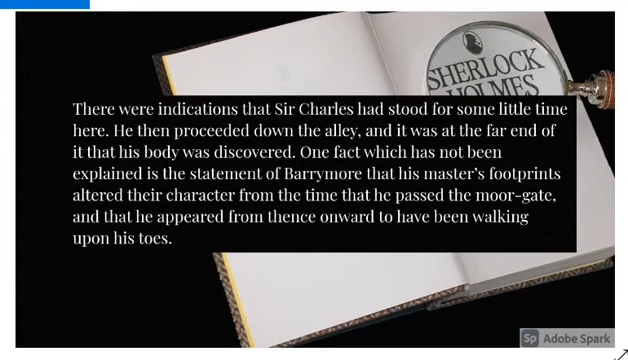 SHERLOCK
HOLMES
There were indications that Sir Charles had stood for some little time
here. He then proceeded down the alley, and it was at the far end of
it that his body was discovered. One fact which has not been
explained is the statement of Barrymore that his master’s footprints
altered their character from the time that he passed the moor-gate,
and that he appeared from thence onward to have been walking
upon his toes.
Sp Adobe Spark